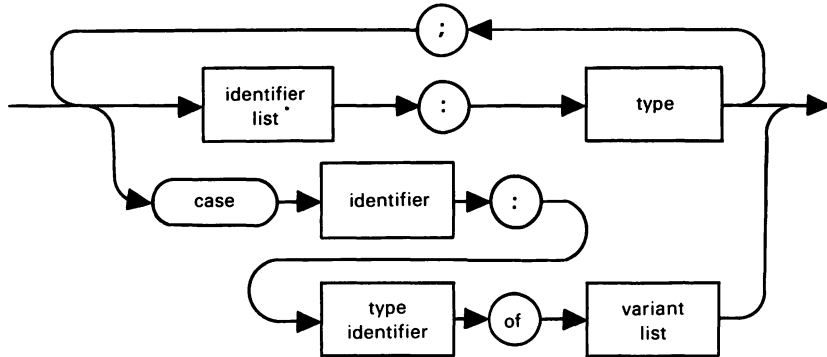 ;
identifier
list
:
type
case
identifier
:
type
identifier
of
variant
list